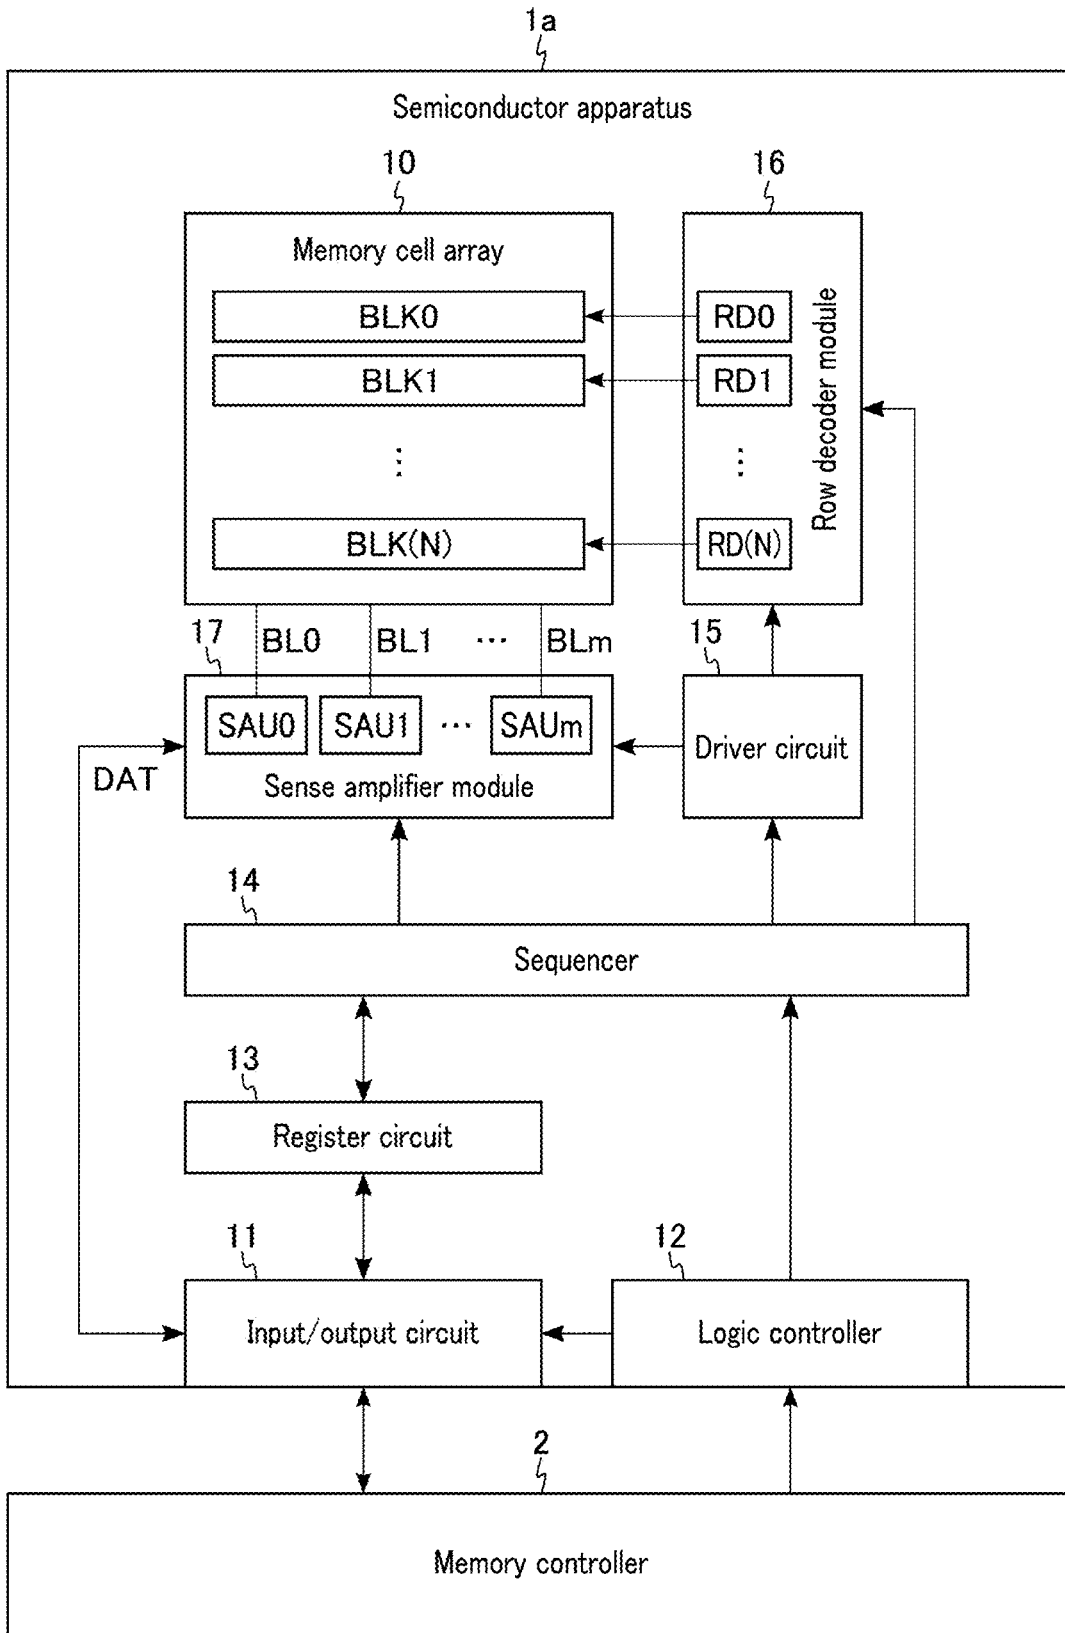 1a
Semiconductor apparatus
10
16
Memory cell array
Row decoder module
BLK0
RD0
BLK1
RD1
⋮
⋮
BLK(N)
RD(N)
17
BL0
BL1
⋯
BLm
15
SAU0
SAU1
⋯
SAUm
Driver circuit
DAT
Sense amplifier module
14
Sequencer
13
Register circuit
11
12
Input/output circuit
Logic controller
2
Memory controller